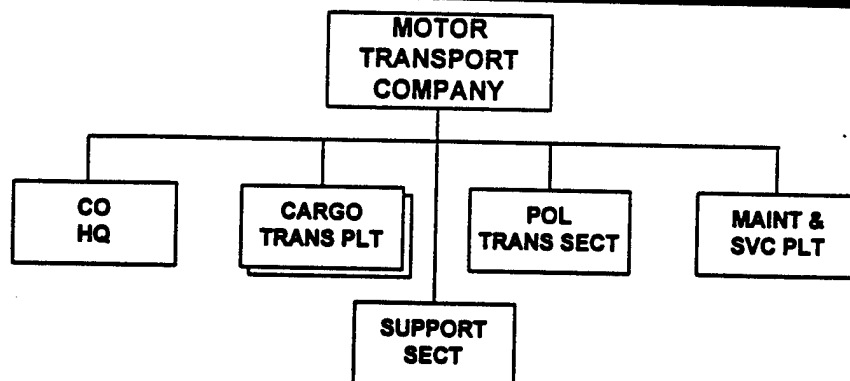 MOTOR
TRANSPORT
COMPANY
CO
HQ
CARGO
TRANS PLT
POL
TRANS SECT
MAINT &
SVC PLT
SUPPORT
SECT